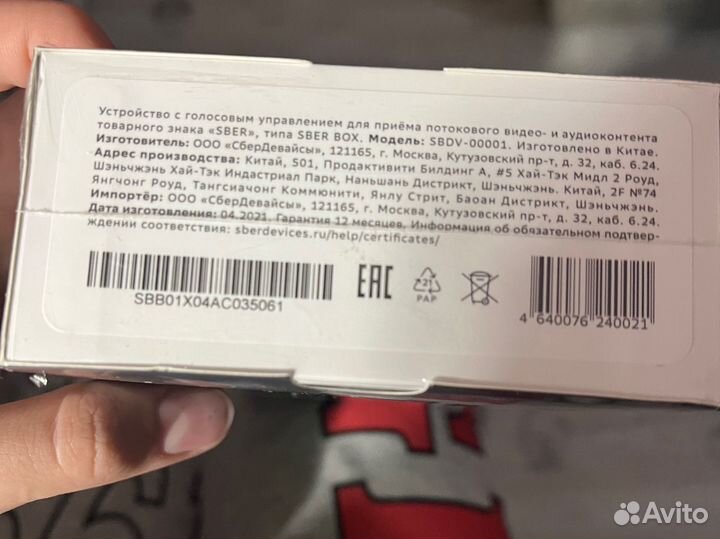 Устройство с голосовым управлением для приёма потокового видео- и аудиоконтента
товарного знака «SBER», типа SBER BOX. Модель: SBDV-00001. Изготовлено в Китае.
Изготовитель: ООО «СберДевайсы», 121165, г. Москва, Кутузовский пр-т, д. 32, каб. 6.24.
Адрес производства: Китай, 501, Продактивити Билдинг А, #5 Хай-Тэк Мидл 2 Роуд,
Шэньчжэнь Хай-Тэк Индастриал Парк, Наньшань Дистрикт, Шэньчжэнь. Китай, 2F №74
Янгчонг Роуд, Тангсиачонг Коммюнити, Янлу Стрит, Баоан Дистрикт, Шэньчжэнь.
Импортёр: ООО «СберДевайсы», 121165, г. Москва, Кутузовский пр-т, д. 32, каб. 6.24.
Дата изготовления: 04.2021. Гарантия 12 месяцев. Информация об обязательном подтвер-
ждении соответствия: sberdevices.ru/help/certificates/
SBB01X04AC035061
EAC
21
PAP
4 640076 240021
Avito